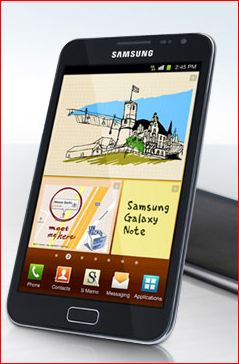 SAMSUNG
2:45 PM
meet
me here
Samsung
Galaxy
Note
Phone
Contacts
S Memo
Messaging
Applications